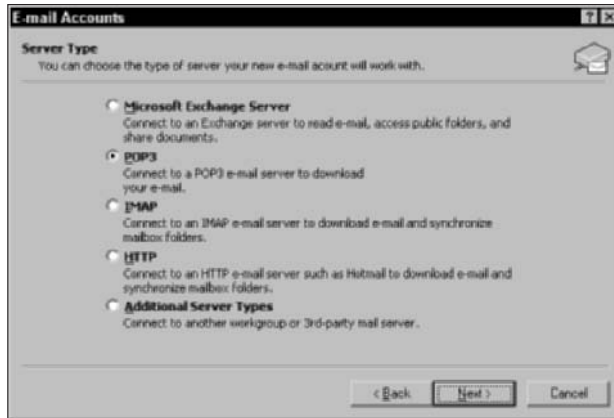 E-mail Accounts
Server Type
You can choose the type of server your new e-mail acount will work with.
Microsoft Exchange Server
Connect to an Exchange server to read e-mail, access public folders, and
share documents.
POP3
Connect to a POP3 e-mail server to download
your e-mail.
IMAP
Connect to an IMAP e-mail server to download e-mail and synchronize
mailbox folders.
HTTP
Connect to an HTTP e-mail server such as Hotmail to download e-mail and
synchronize mailbox folders.
Additional Server Types
Connect to another workgroup or 3rd-party mail server.
< Back Next > Cancel